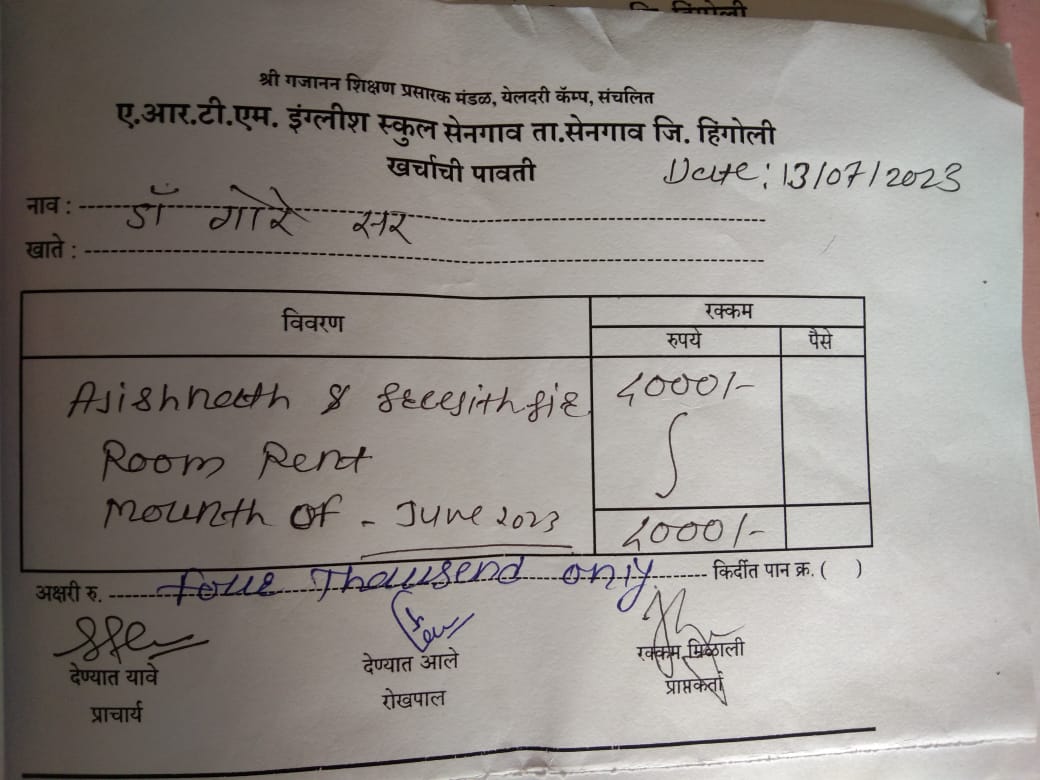 जि. हिंगोली
श्री गजानन शिक्षण प्रसारक मंडळ, येलदरी कॅम्प, संचलित
ए.आर.टी.एम. इंग्लीश स्कुल सेनगाव ता.सेनगाव जि. हिंगोली
खर्चाची पावती Date: 13/07/2023
नाव : डॉ गोरे सर
खाते :
विवरण रक्कम
रुपये पैसे
Ajishnath & 4000/-
Room Rent
Mounth of - June 2023
4000/-
अक्षरी रु. four Thousend only किर्दीत पान क्र. ( )
देण्यात यावे देण्यात आले रक्कम मिळाली
प्राचार्य रोखपाल प्राप्तकर्ता